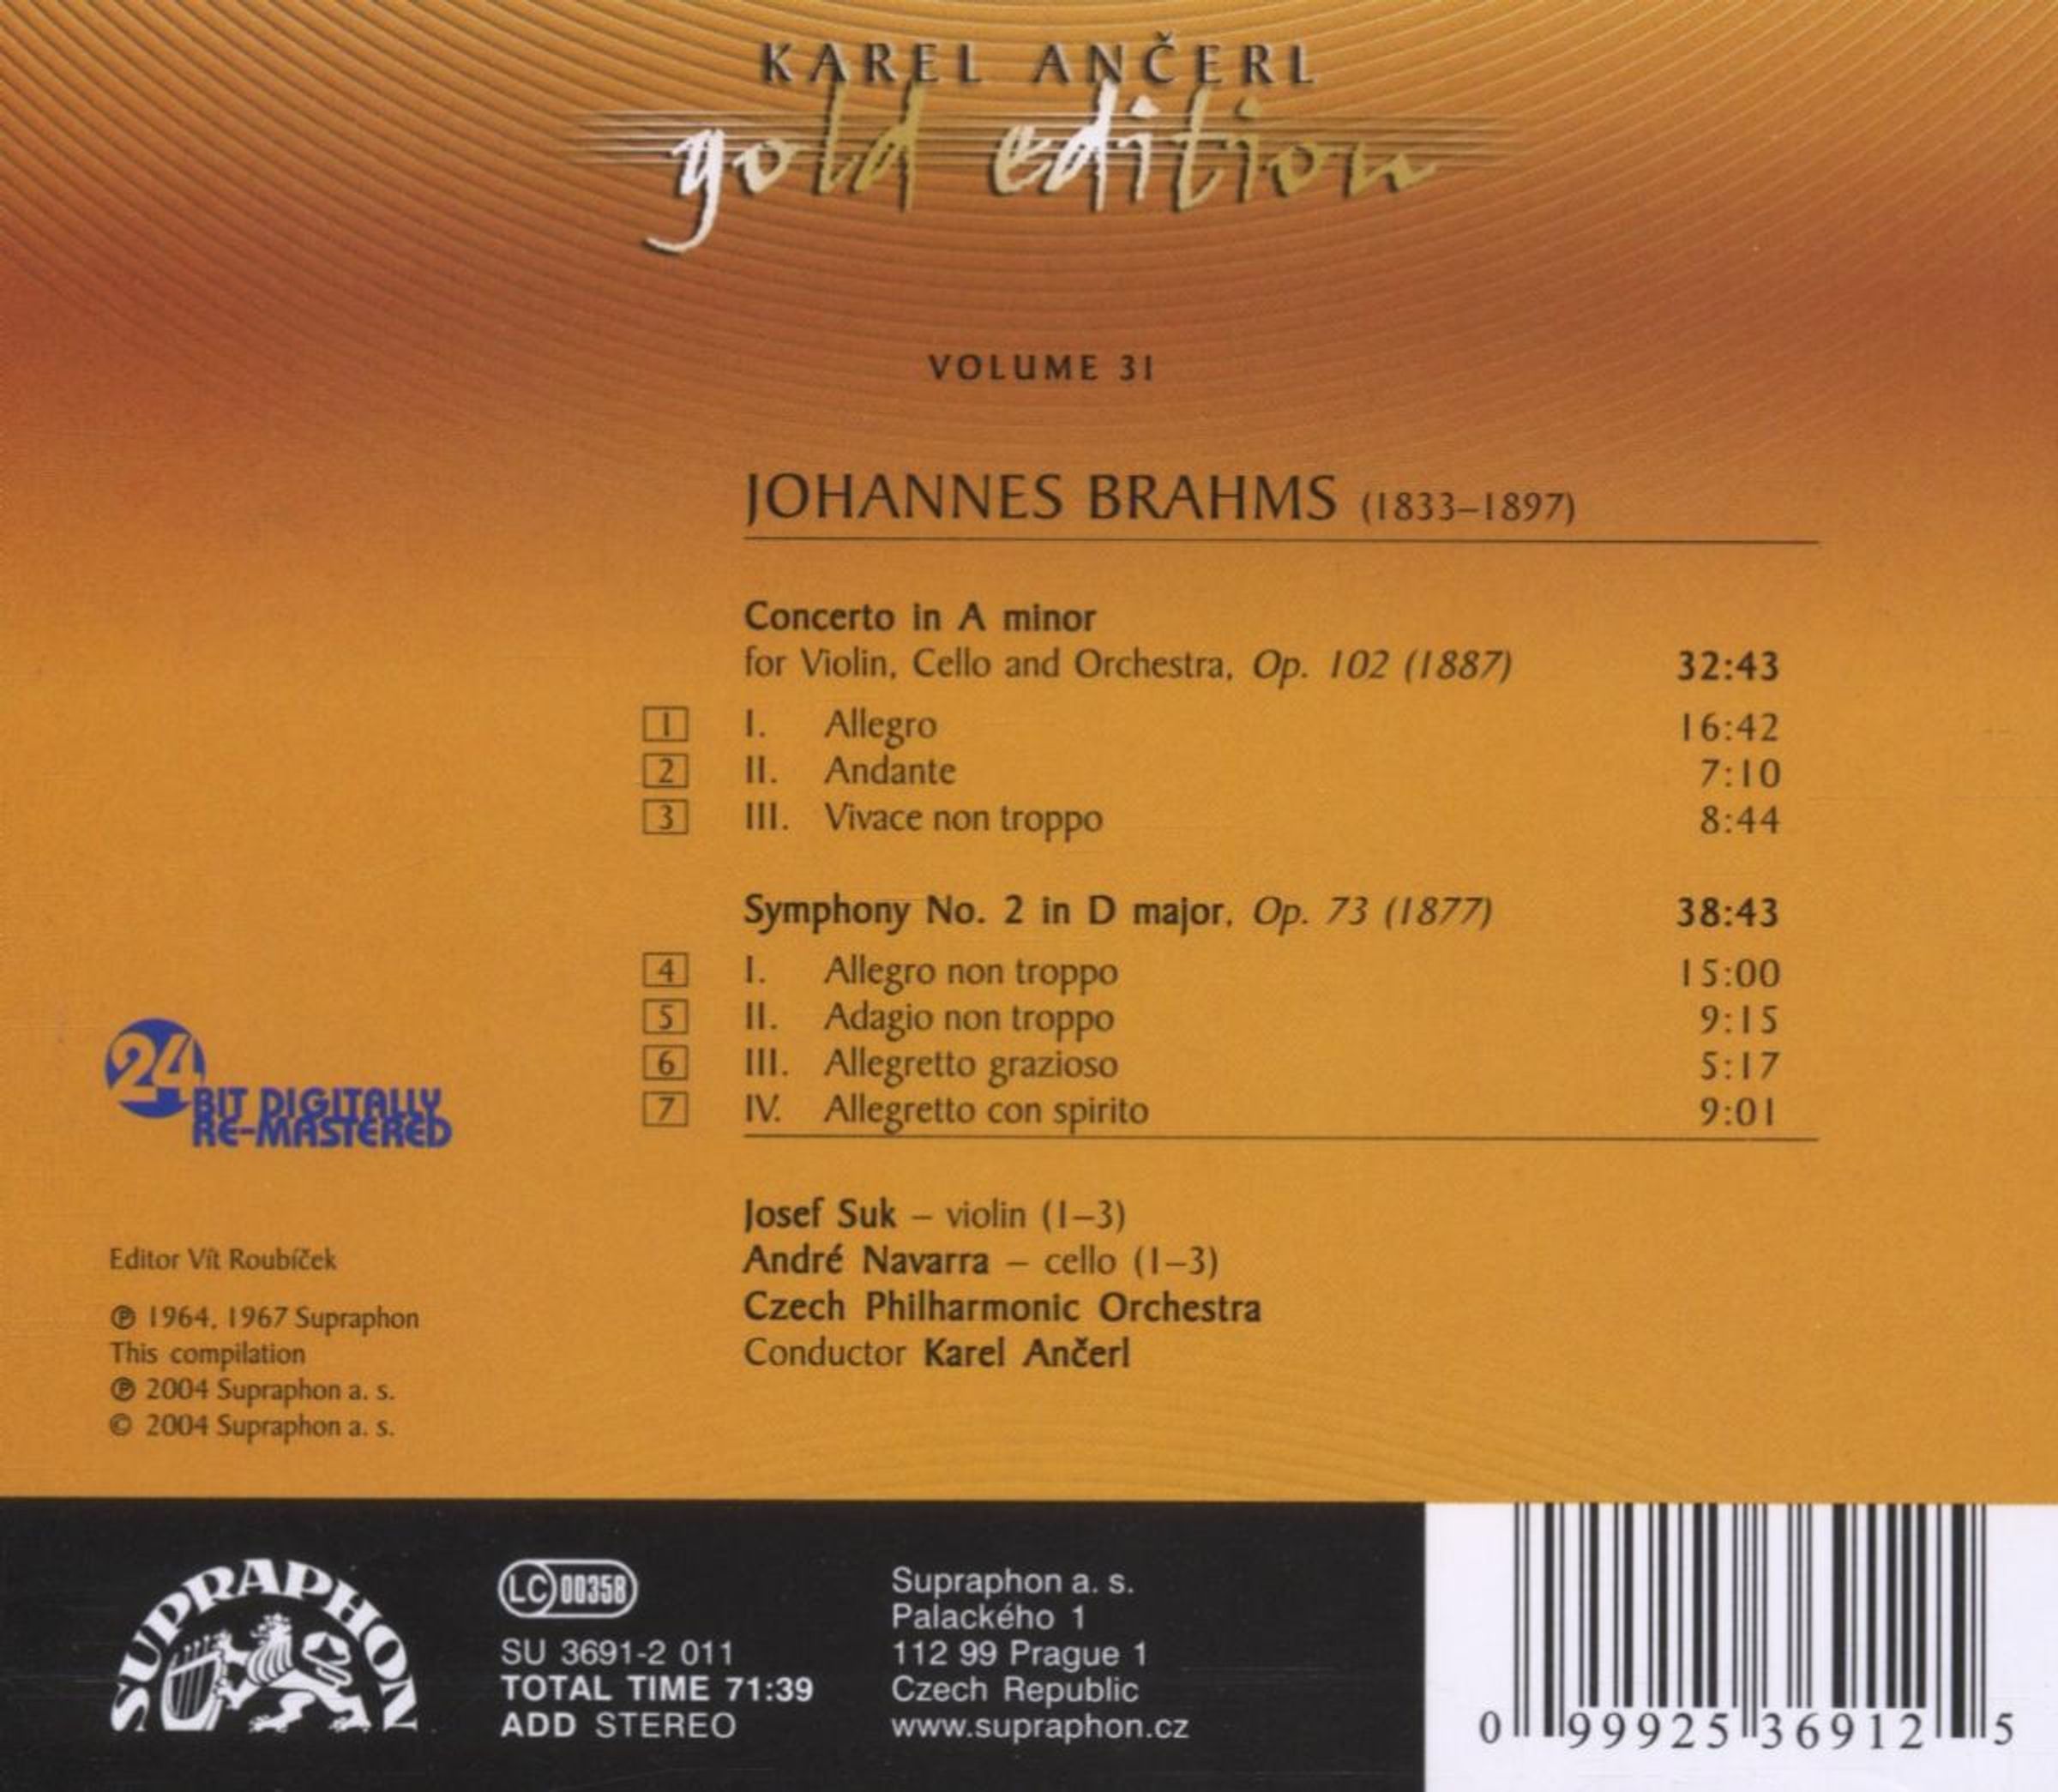 KAREL ANČERL
gold edition
VOLUME 31
JOHANNES BRAHMS (1833–1897)
Concerto in A minor
for Violin, Cello and Orchestra, Op. 102 (1887) 32:43
1 I. Allegro 16:42
2 II. Andante 7:10
3 III. Vivace non troppo 8:44
Symphony No. 2 in D major, Op. 73 (1877) 38:43
4 I. Allegro non troppo 15:00
5 II. Adagio non troppo 9:15
6 III. Allegretto grazioso 5:17
7 IV. Allegretto con spirito 9:01
24 BIT DIGITALLY
RE-MASTERED
Josef Suk – violin (1–3)
André Navarra – cello (1–3)
Czech Philharmonic Orchestra
Conductor Karel Ančerl
Editor Vít Roubíček
℗ 1964, 1967 Supraphon
This compilation
℗ 2004 Supraphon a. s.
© 2004 Supraphon a. s.
SUPRAPHON
LC 00358
SU 3691-2 011
TOTAL TIME 71:39
ADD STEREO
Supraphon a. s.
Palackého 1
112 99 Prague 1
Czech Republic
www.supraphon.cz
0 99925 36912 5